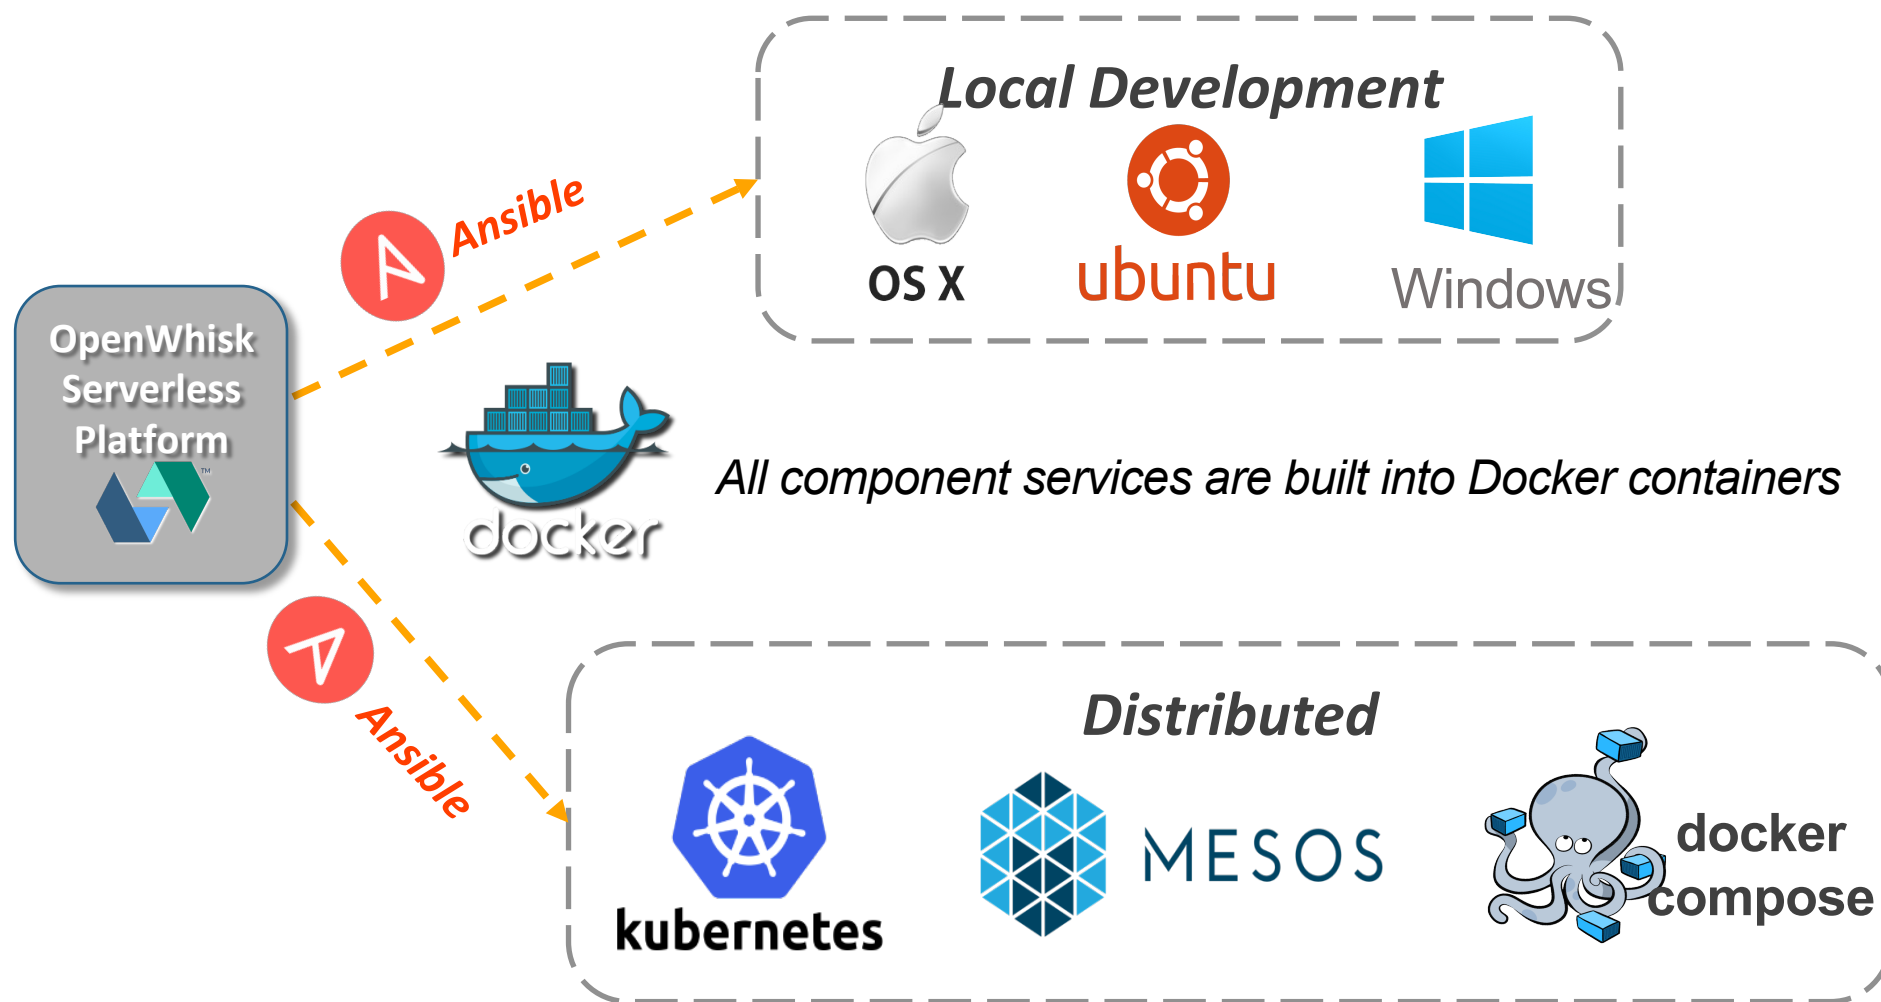 Local Development
OS X
ubuntu
Windows
Ansible
OpenWhisk
Serverless
Platform
TM
docker
All component services are built into Docker containers
Ansible
Distributed
kubernetes
MESOS
docker
compose